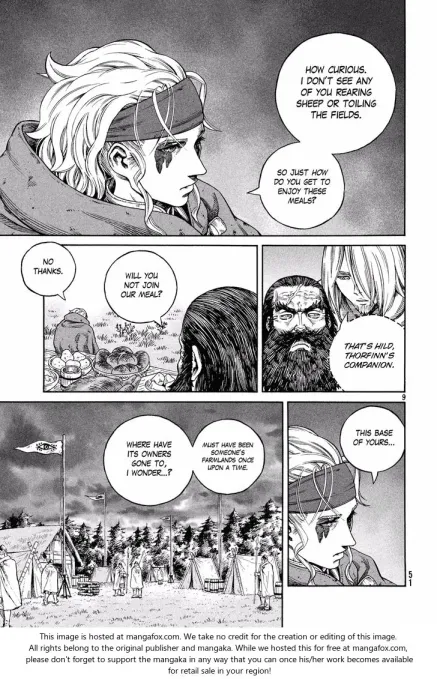 HOW CURIOUS.
I DON'T SEE ANY
OF YOU REARING
SHEEP OR TOILING
THE FIELDS.
SO JUST HOW
DO YOU GET TO
ENJOY THESE
MEALS?
NO
THANKS.
WILL YOU
NOT JOIN
OUR MEAL?
THAT'S HILD,
THORFINN'S
COMPANION.
9
THIS BASE
OF YOURS...
MUST HAVE BEEN
SOMEONE'S
FARMLANDS ONCE
UPON A TIME.
WHERE HAVE
ITS OWNERS
GONE TO,
I WONDER...?
51
This image is hosted at mangafox.com. We take no credit for the creation or editing of this image.
All rights belong to the original publisher and mangaka. While we hosted this for free at mangafox.com,
please don't forget to support the mangaka in any way that you can once his/her work becomes available
for retail sale in your region!